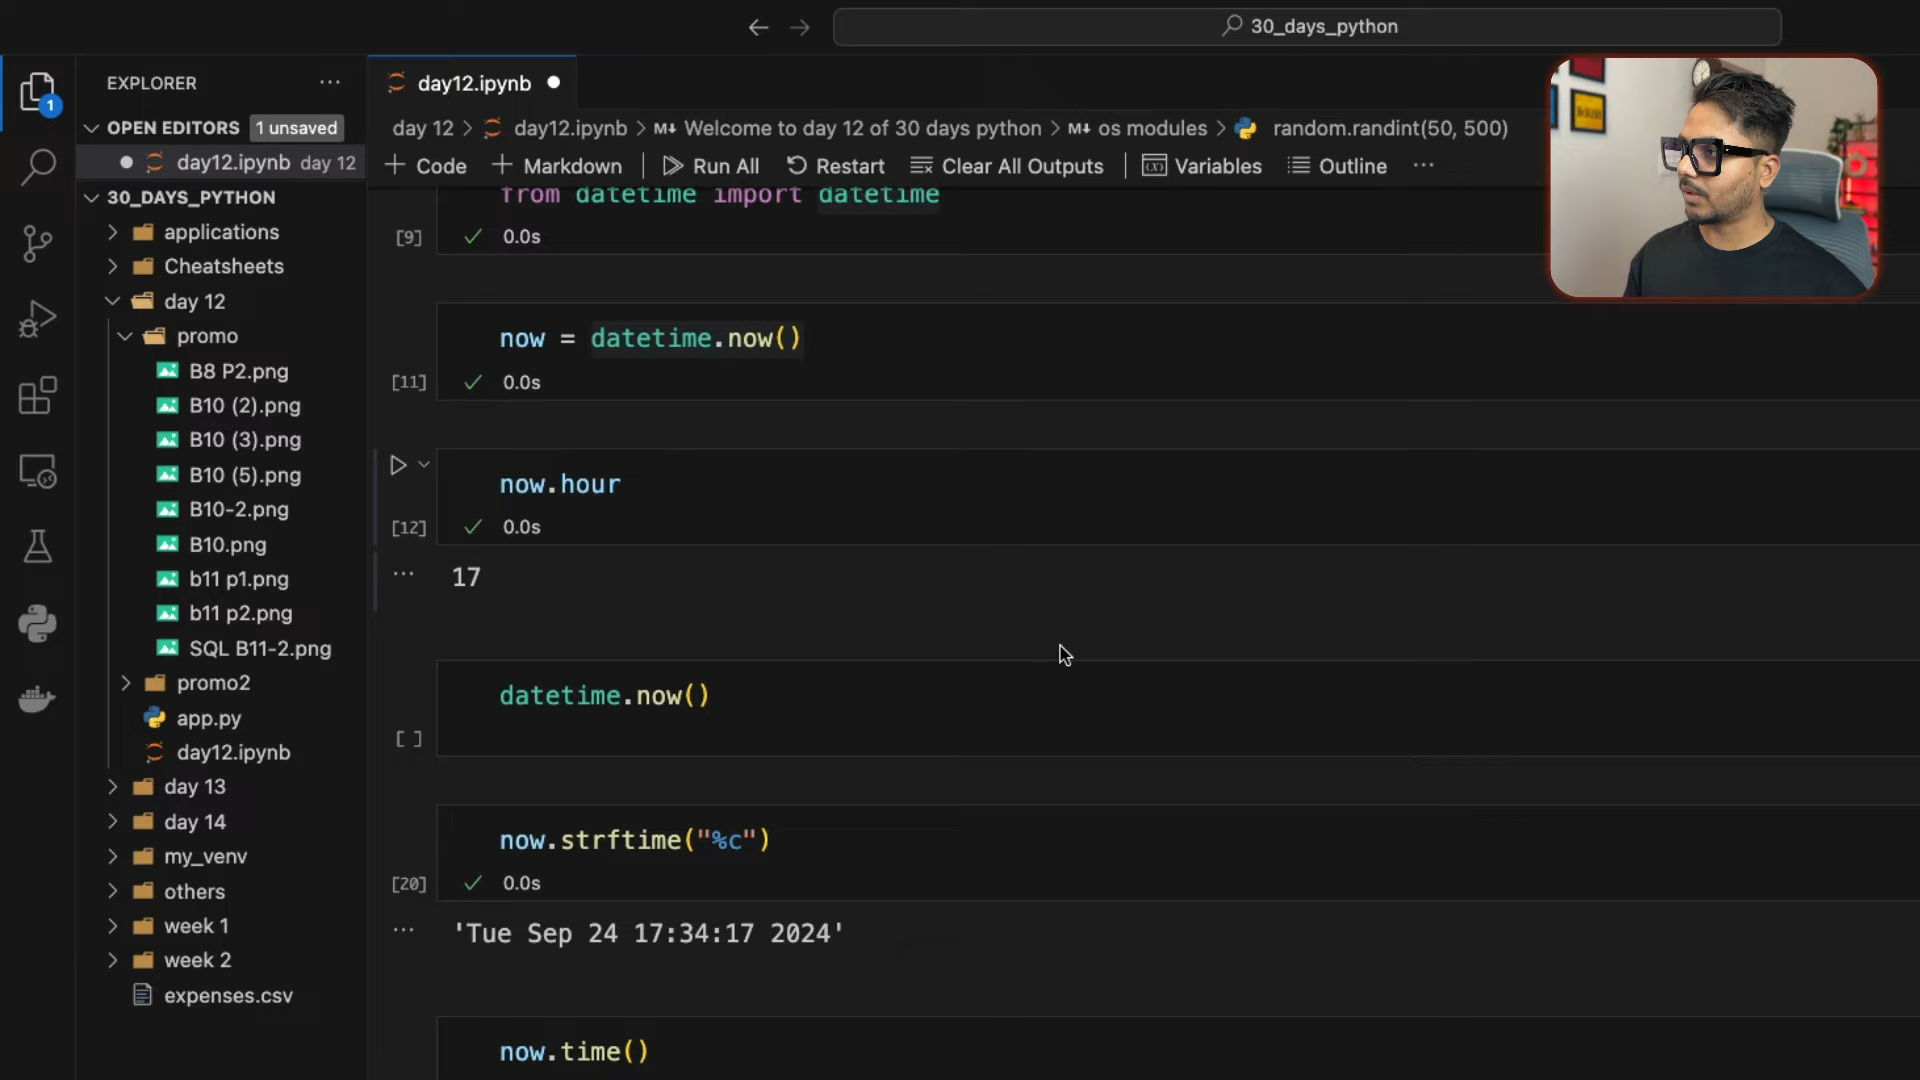 30_days_python
EXPLORER
OPEN EDITORS 1 unsaved
day12.ipynb day 12
30_DAYS_PYTHON
applications
Cheatsheets
day 12
promo
B8 P2.png
B10 (2).png
B10 (3).png
B10 (5).png
B10-2.png
B10.png
b11 p1.png
b11 p2.png
SQL B11-2.png
promo2
app.py
day12.ipynb
day 13
day 14
my_venv
others
week 1
week 2
expenses.csv
1
day12.ipynb
day 12 > day12.ipynb > M↓ Welcome to day 12 of 30 days python > M↓ os modules > random.randint(50, 500)
+ Code + Markdown Run All Restart Clear All Outputs Variables Outline ···
from datetime import datetime
[9] ✓ 0.0s
now = datetime.now()
[11] ✓ 0.0s
now.hour
[12] ✓ 0.0s
17
datetime.now()
[ ]
now.strftime("%c")
[20] ✓ 0.0s
'Tue Sep 24 17:34:17 2024'
now.time()